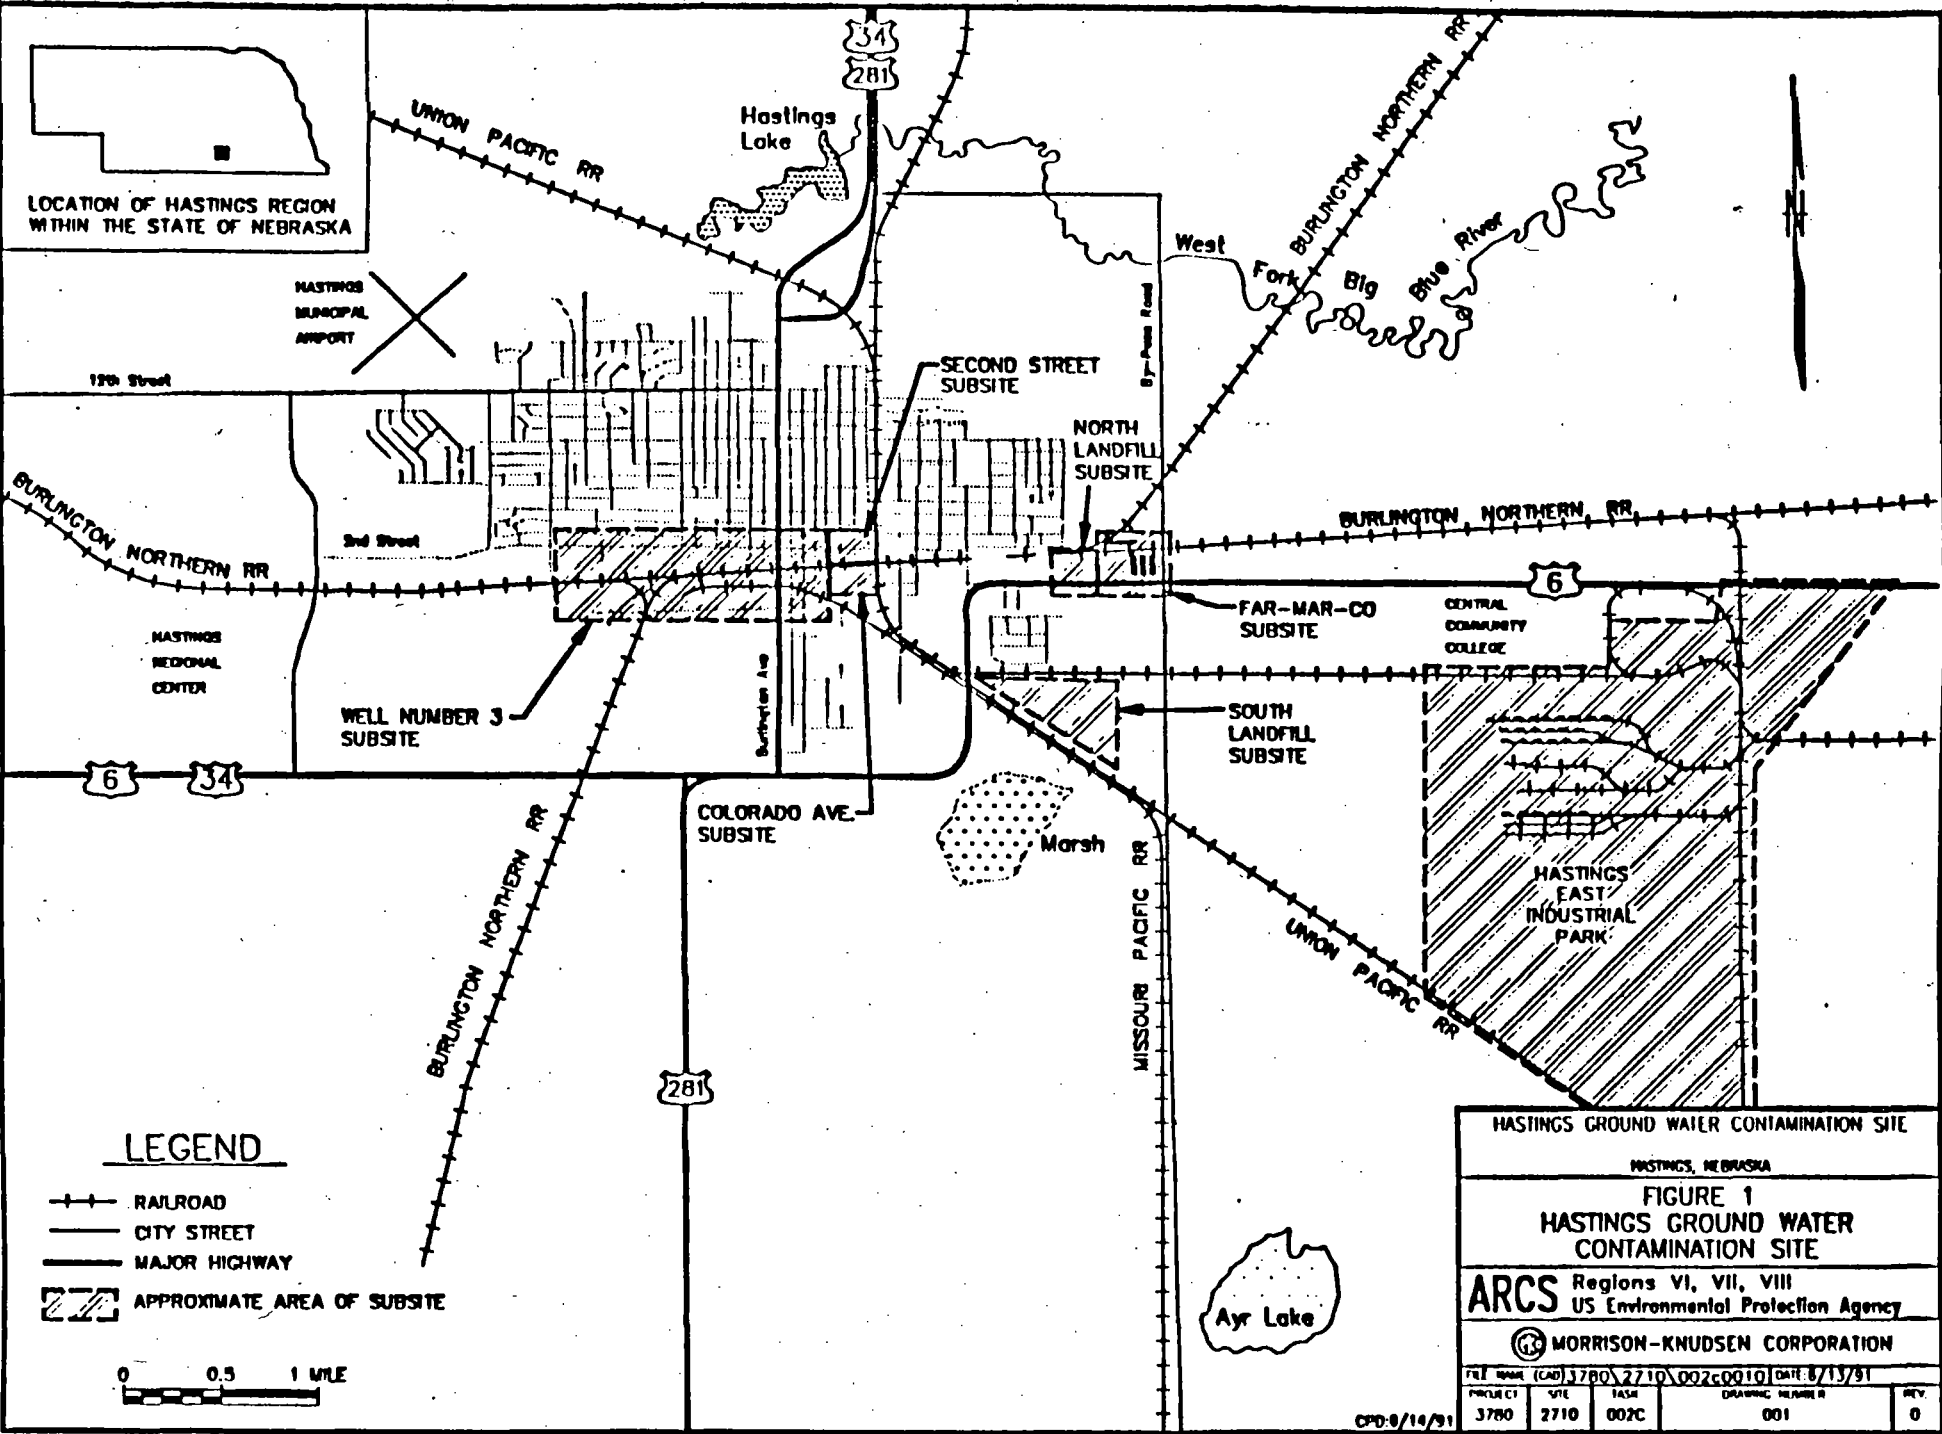 34
281
LOCATION OF HASTINGS REGION
WITHIN THE STATE OF NEBRASKA
UNION PACIFIC RR
Hastings
Lake
BURLINGTON NORTHERN RR
N
West
Fork
Big
Blue
River
HASTINGS
MUNICIPAL
AIRPORT
12th Street
By-Pass Road
SECOND STREET
SUBSITE
NORTH
LANDFILL
SUBSITE
BURLINGTON NORTHERN RR
2nd Street
BURLINGTON NORTHERN RR
6
FAR-MAR-CO
SUBSITE
CENTRAL
COMMUNITY
COLLEGE
HASTINGS
REGIONAL
CENTER
WELL NUMBER 3
SUBSITE
Burlington Ave
SOUTH
LANDFILL
SUBSITE
6
34
COLORADO AVE.
SUBSITE
Marsh
BURLINGTON NORTHERN RR
MISSOURI PACIFIC RR
UNION PACIFIC RR
HASTINGS
EAST
INDUSTRIAL
PARK
281
LEGEND
RAILROAD
CITY STREET
MAJOR HIGHWAY
APPROXIMATE AREA OF SUBSITE
0 0.5 1 MILE
Ayr Lake
HASTINGS GROUND WATER CONTAMINATION SITE
HASTINGS, NEBRASKA
FIGURE 1
HASTINGS GROUND WATER
CONTAMINATION SITE
ARCS Regions VI, VII, VIII
US Environmental Protection Agency
MORRISON-KNUDSEN CORPORATION
FILE NAME (CAD) 3780\2710\002c0010 DATE:
PROJECT SITE TASK DRAWING NUMBER REV.
3780 2710 002C 001 0